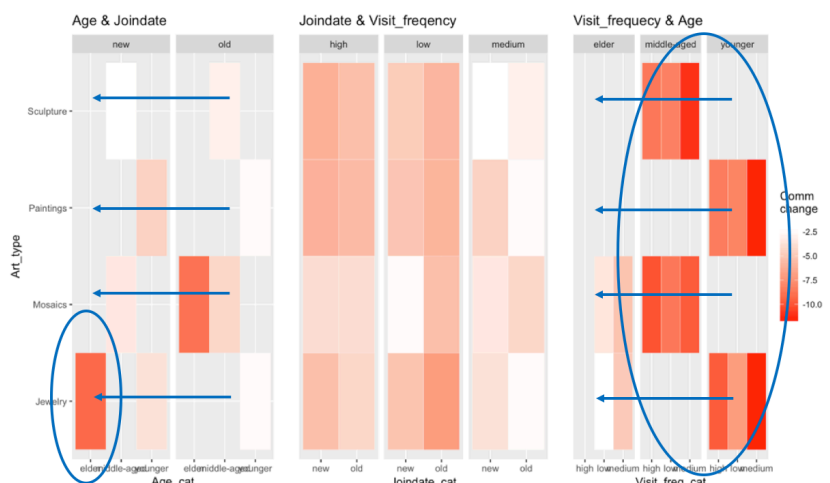 Age & Joindate
Joindate & Visit_freqency
Visit_frequecy & Age
new
old
high
low
medium
elder
middle-aged
younger
Sculpture
Paintings
Mosaics
Jewelry
Art_type
Comm
change
-2.5
-5.0
-7.5
-10.0
elder middle-aged younger elder middle-aged younger
new old new old new old
high low medium high low medium high low medium
Age_cat
Joindate_cat
Visit_freq_cat